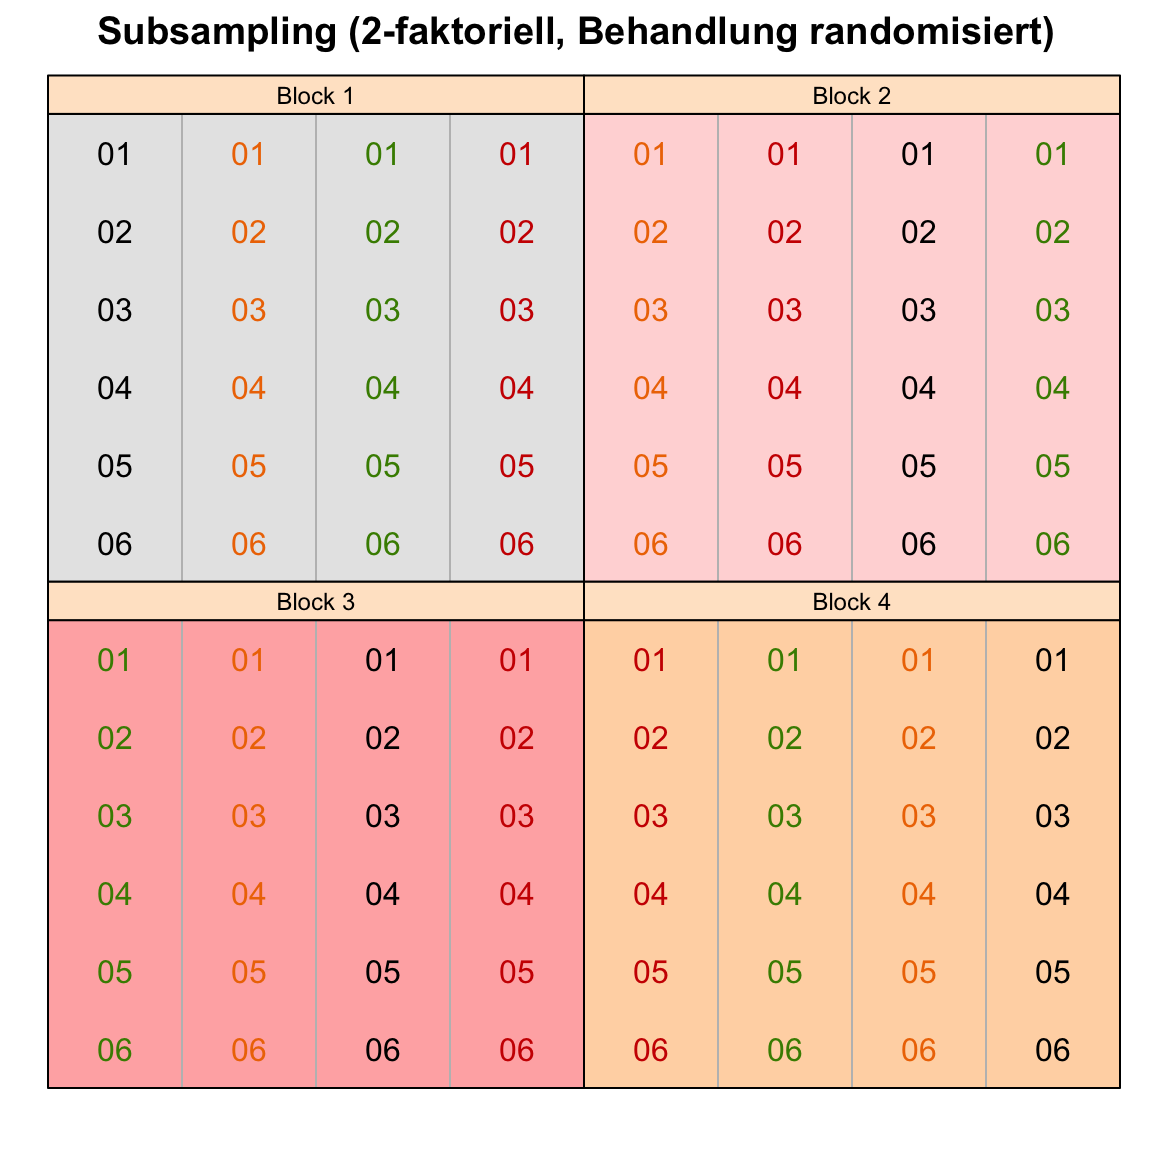 Subsampling (2-faktoriell, Behandlung randomisiert)
Block 1 Block 2
01 01 01 01 01 01 01 01
02 02 02 02 02 02 02 02
03 03 03 03 03 03 03 03
04 04 04 04 04 04 04 04
05 05 05 05 05 05 05 05
06 06 06 06 06 06 06 06
Block 3 Block 4
01 01 01 01 01 01 01 01
02 02 02 02 02 02 02 02
03 03 03 03 03 03 03 03
04 04 04 04 04 04 04 04
05 05 05 05 05 05 05 05
06 06 06 06 06 06 06 06